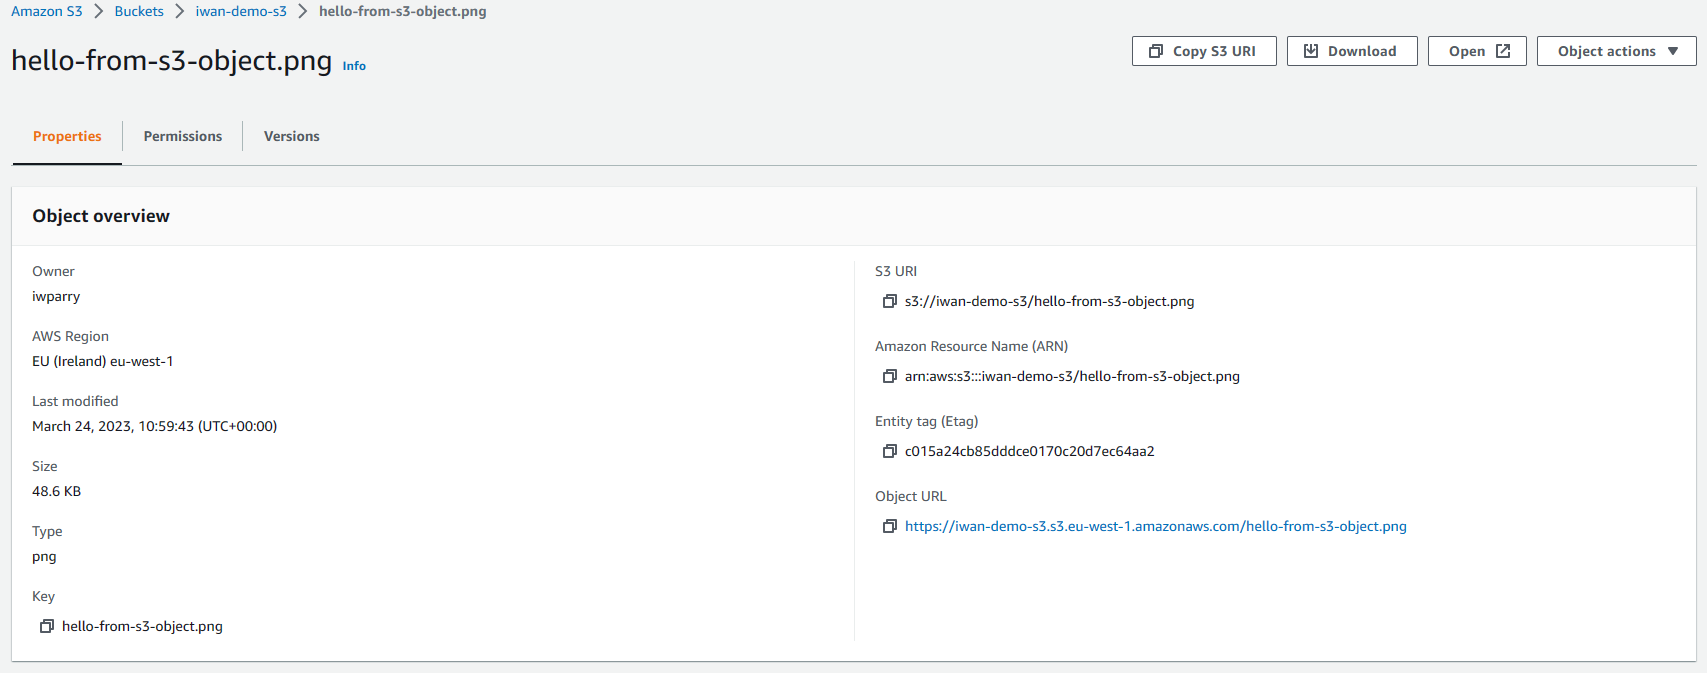 Amazon S3 > Buckets > iwan-demo-s3 > hello-from-s3-object.png
hello-from-s3-object.png Info
Copy S3 URI Download Open Object actions
Properties Permissions Versions
Object overview
Owner
iwparry
AWS Region
EU (Ireland) eu-west-1
Last modified
March 24, 2023, 10:59:43 (UTC+00:00)
Size
48.6 KB
Type
png
Key
hello-from-s3-object.png
S3 URI
s3://iwan-demo-s3/hello-from-s3-object.png
Amazon Resource Name (ARN)
arn:aws:s3:::iwan-demo-s3/hello-from-s3-object.png
Entity tag (Etag)
c015a24cb85dddce0170c20d7ec64aa2
Object URL
https://iwan-demo-s3.s3.eu-west-1.amazonaws.com/hello-from-s3-object.png